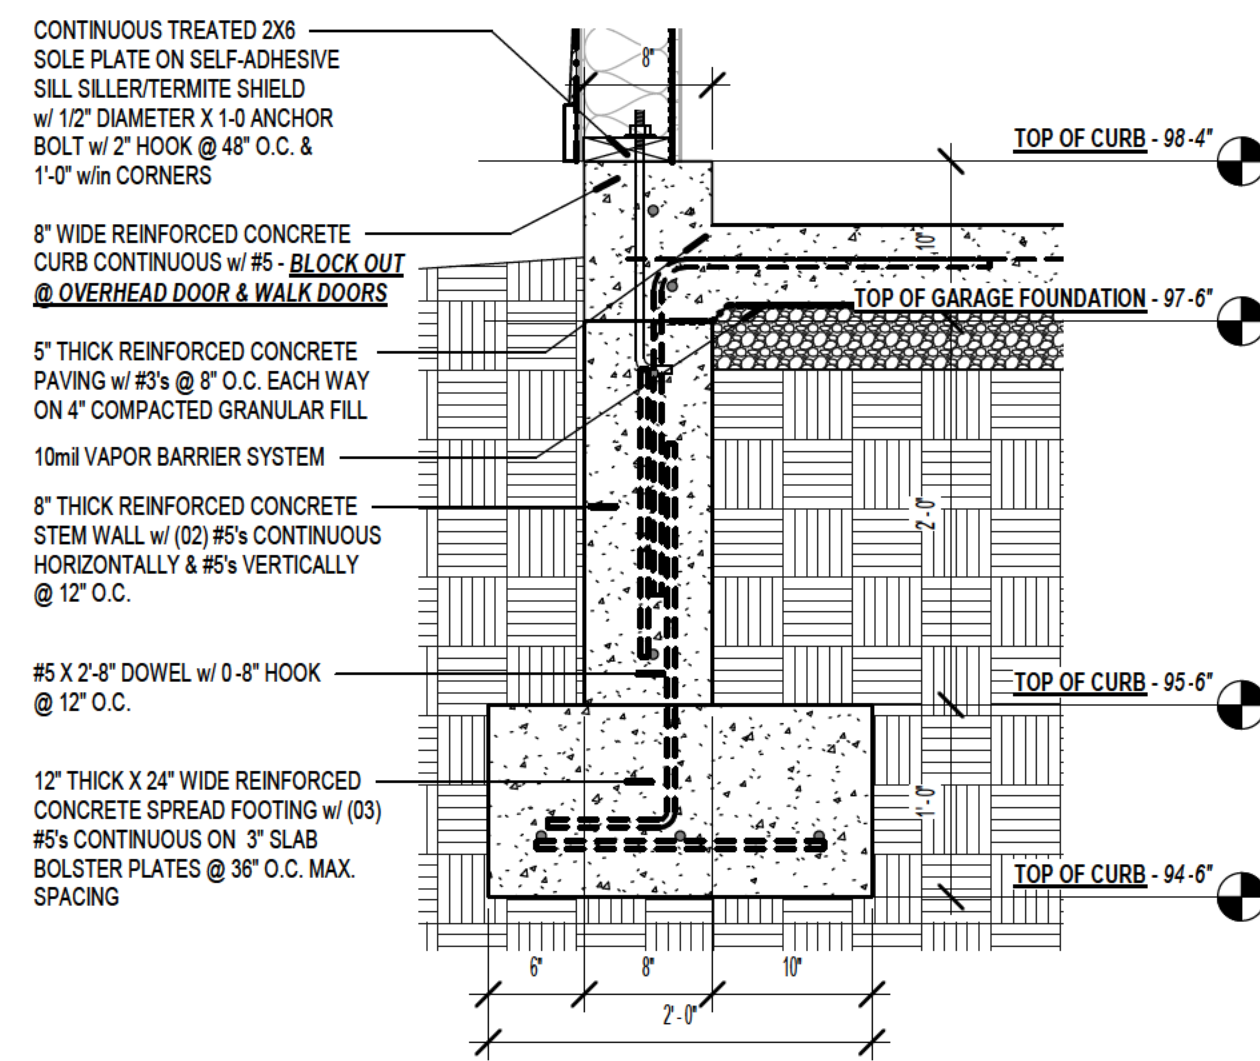 CONTINUOUS TREATED 2X6
SOLE PLATE ON SELF-ADHESIVE
SILL SILLER/TERMITE SHIELD
w/ 1/2" DIAMETER X 1-0 ANCHOR
BOLT w/ 2" HOOK @ 48" O.C. &
1'-0" w/in CORNERS
8" WIDE REINFORCED CONCRETE
CURB CONTINUOUS w/ #5 - BLOCK OUT
@ OVERHEAD DOOR & WALK DOORS
5" THICK REINFORCED CONCRETE
PAVING w/ #3's @ 8" O.C. EACH WAY
ON 4" COMPACTED GRANULAR FILL
10mil VAPOR BARRIER SYSTEM
8" THICK REINFORCED CONCRETE
STEM WALL w/ (02) #5's CONTINUOUS
HORIZONTALLY & #5's VERTICALLY
@ 12" O.C.
#5 X 2'-8" DOWEL w/ 0-8" HOOK
@ 12" O.C.
12" THICK X 24" WIDE REINFORCED
CONCRETE SPREAD FOOTING w/ (03)
#5's CONTINUOUS ON 3" SLAB
BOLSTER PLATES @ 36" O.C. MAX.
SPACING
8"
TOP OF CURB - 98-4"
10"
TOP OF GARAGE FOUNDATION - 97-6"
2'-0"
TOP OF CURB - 95-6"
1'-0"
TOP OF CURB - 94-6"
6"
8"
10"
2'-0"